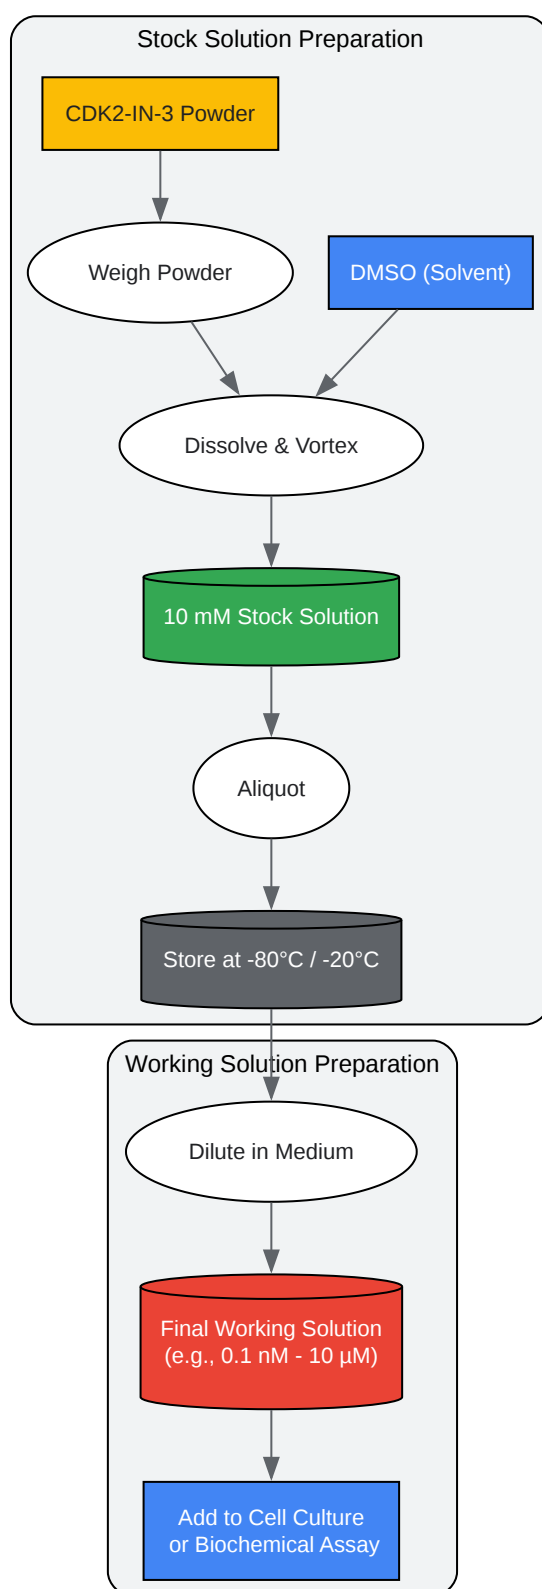 Stock Solution Preparation
CDK2-IN-3 Powder
Weigh Powder
DMSO (Solvent)
Dissolve & Vortex
10 mM Stock Solution
Aliquot
Store at -80°C / -20°C
Working Solution Preparation
Dilute in Medium
Final Working Solution
(e.g., 0.1 nM - 10 µM)
Add to Cell Culture
or Biochemical Assay